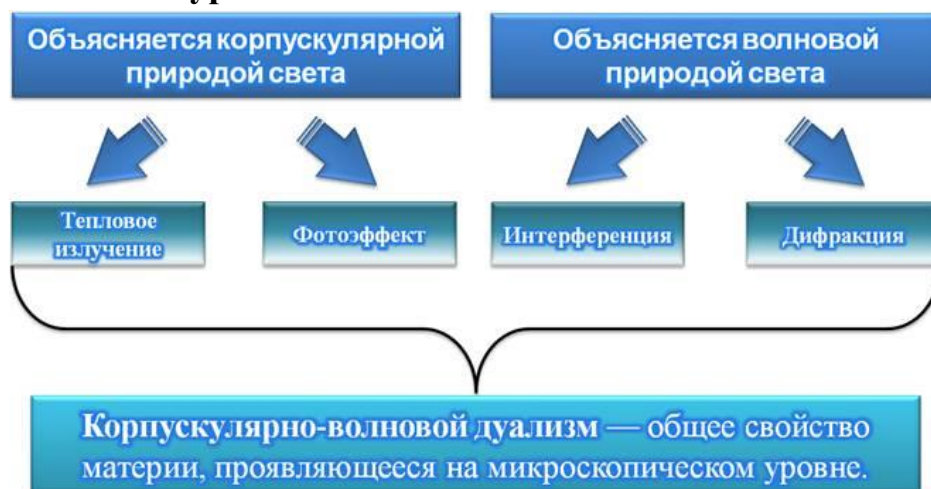 Объясняется корпускулярной
природой света
Объясняется волновой
природой света
Тепловое
излучение
Фотоэффект
Интерференция
Дифракция
Корпускулярно-волновой дуализм — общее свойство
материи, проявляющееся на микроскопическом уровне.